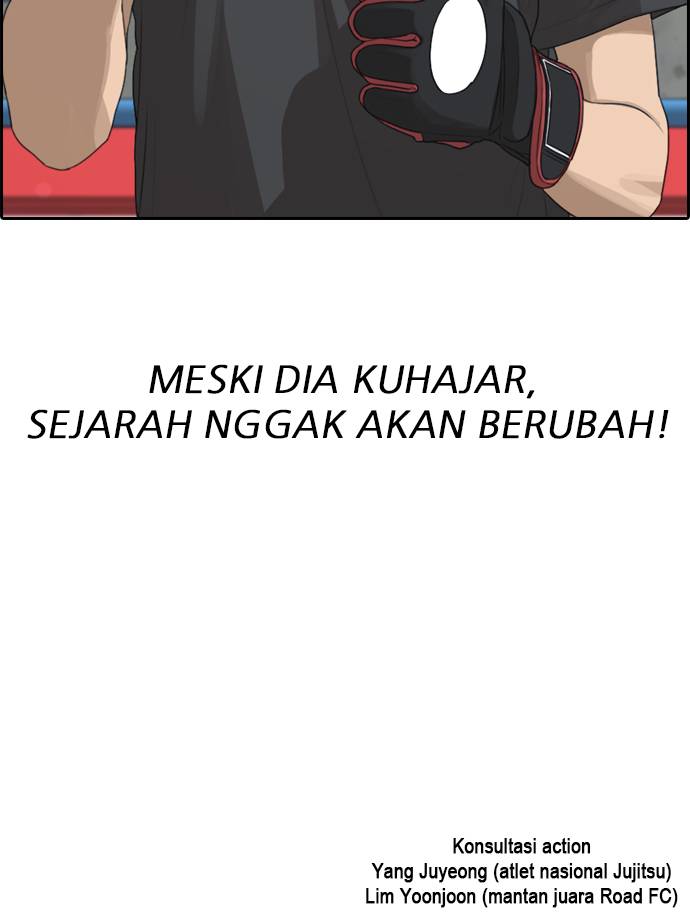 MESKI DIA KUHAJAR,
SEJARAH NGGAK AKAN BERUBAH!
Konsultasi action
Yang Juyeong (atlet nasional Jujitsu)
Lim Yoonjoon (mantan juara Road FC)